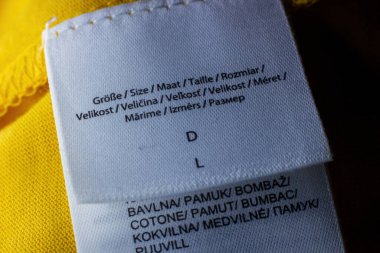 Größe / Size / Maat / Taille / Rozmiar /
Velikost / Veličina / Veľkosť / Velikost / Méret /
Mărime / Izmērs / Размер
D
L
BAVLNA/ PAMUK/ BOMBAŽ/
COTONE/ PAMUT/ BUMBAC/
KOKVILNA/ MEDVILNĖ/ ПАМУК/
PUUVILL